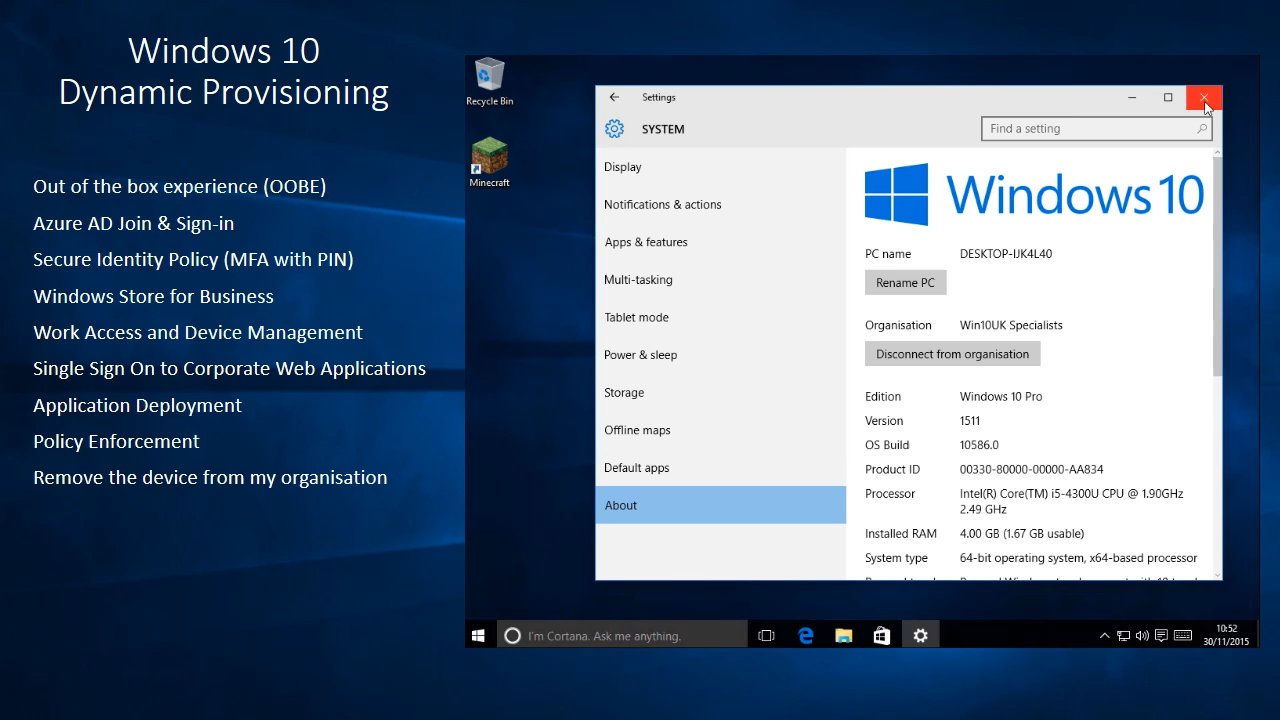 Windows 10
Dynamic Provisioning
Out of the box experience (OOBE)
Azure AD Join & Sign-in
Secure Identity Policy (MFA with PIN)
Windows Store for Business
Work Access and Device Management
Single Sign On to Corporate Web Applications
Application Deployment
Policy Enforcement
Remove the device from my organisation
Recycle Bin
Minecraft
Settings
SYSTEM
Find a setting
Display
Notifications & actions
Apps & features
Multi-tasking
Tablet mode
Power & sleep
Storage
Offline maps
Default apps
About
Windows 10
PC name DESKTOP-IJK4L40
Rename PC
Organisation Win10UK Specialists
Disconnect from organisation
Edition Windows 10 Pro
Version 1511
OS Build 10586.0
Product ID 00330-80000-00000-AA834
Processor Intel(R) Core(TM) i5-4300U CPU @ 1.90GHz
2.49 GHz
Installed RAM 4.00 GB (1.67 GB usable)
System type 64-bit operating system, x64-based processor
I'm Cortana. Ask me anything.
10:52
30/11/2015